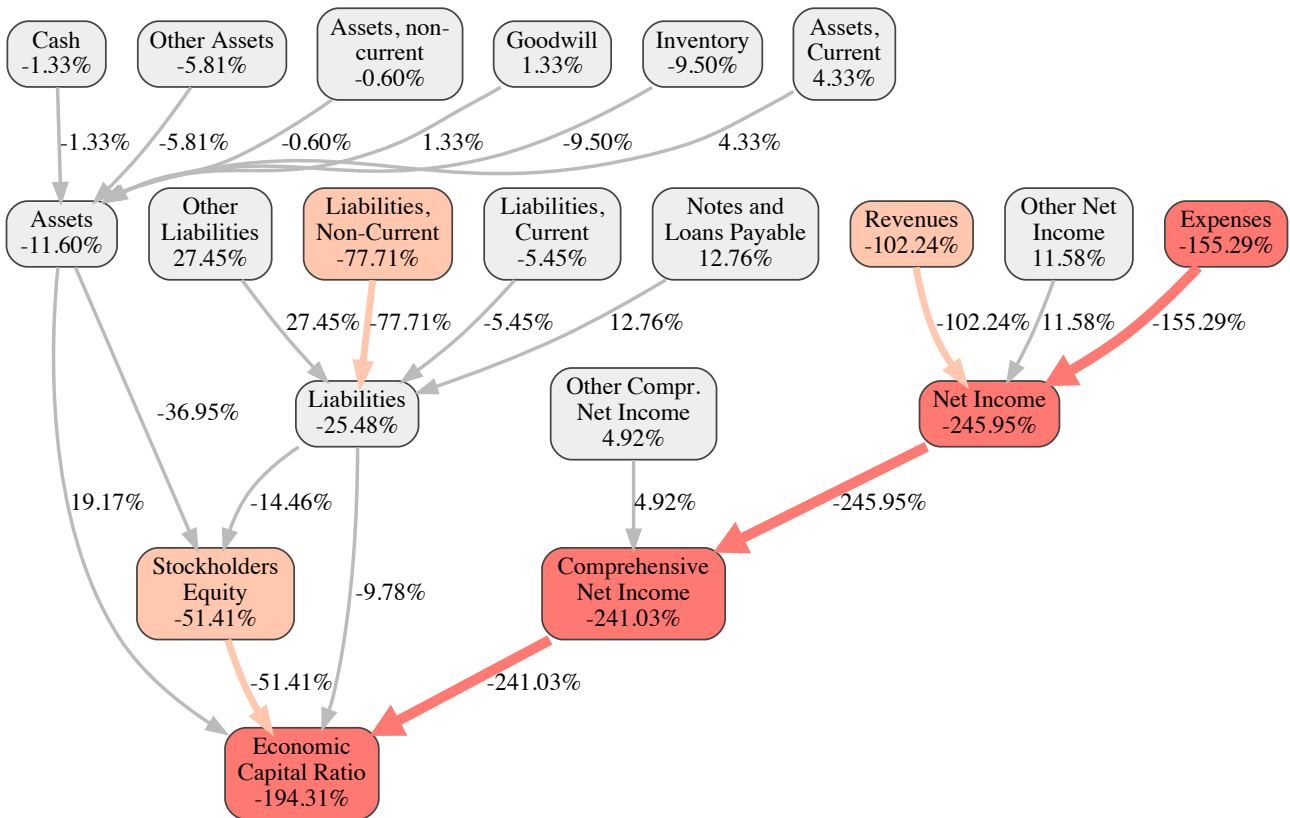 Cash
-1.33%
Other Assets
-5.81%
Assets, non-
current
-0.60%
Goodwill
1.33%
Inventory
-9.50%
Assets,
Current
4.33%
-1.33%
-5.81%
-0.60%
1.33%
-9.50%
4.33%
Assets
-11.60%
Other
Liabilities
27.45%
Liabilities,
Non-Current
-77.71%
Liabilities,
Current
-5.45%
Notes and
Loans Payable
12.76%
Revenues
-102.24%
Other Net
Income
11.58%
Expenses
-155.29%
27.45%
-77.71%
-5.45%
12.76%
-102.24%
11.58%
-155.29%
-36.95%
Liabilities
-25.48%
Other Compr.
Net Income
4.92%
Net Income
-245.95%
19.17%
-14.46%
4.92%
-245.95%
Stockholders
Equity
-51.41%
-9.78%
Comprehensive
Net Income
-241.03%
-51.41%
-241.03%
Economic
Capital Ratio
-194.31%